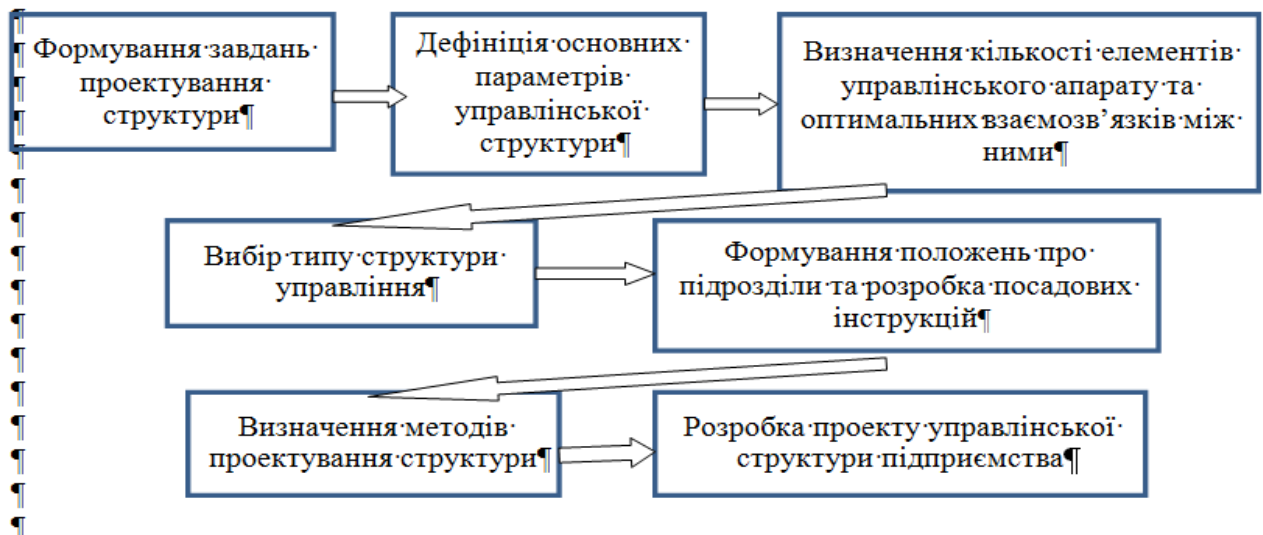 Формування завдань
проектування
структури
Дефініція основних
параметрів
управлінської
структури
Визначення кількості елементів
управлінського апарату та
оптимальних взаємозв’язків між
ними
Вибір типу структури
управління
Формування положень про
підрозділи та розробка посадових
інструкцій
Визначення методів
проектування структури
Розробка проекту управлінської
структури підприємства